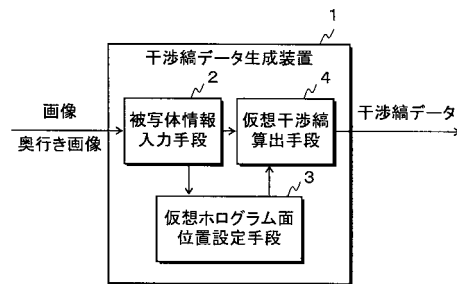 1
干渉縞データ生成装置
2
4
画像
奥行き画像
被写体情報
入力手段
仮想干渉縞
算出手段
干渉縞データ
3
仮想ホログラム面
位置設定手段